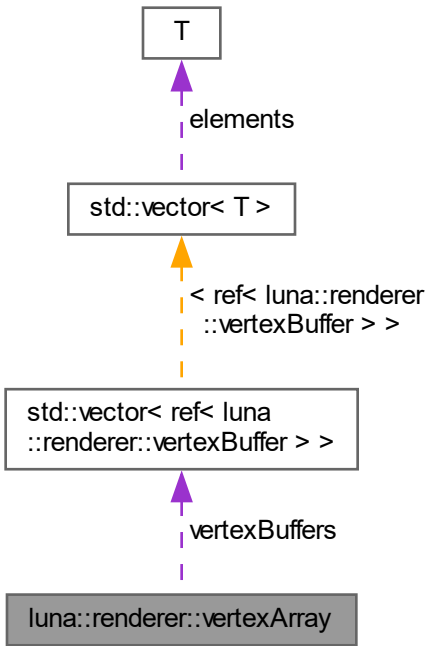 T
elements
std::vector< T >
< ref< luna::renderer
::vertexBuffer > >
std::vector< ref< luna
::renderer::vertexBuffer > >
vertexBuffers
luna::renderer::vertexArray